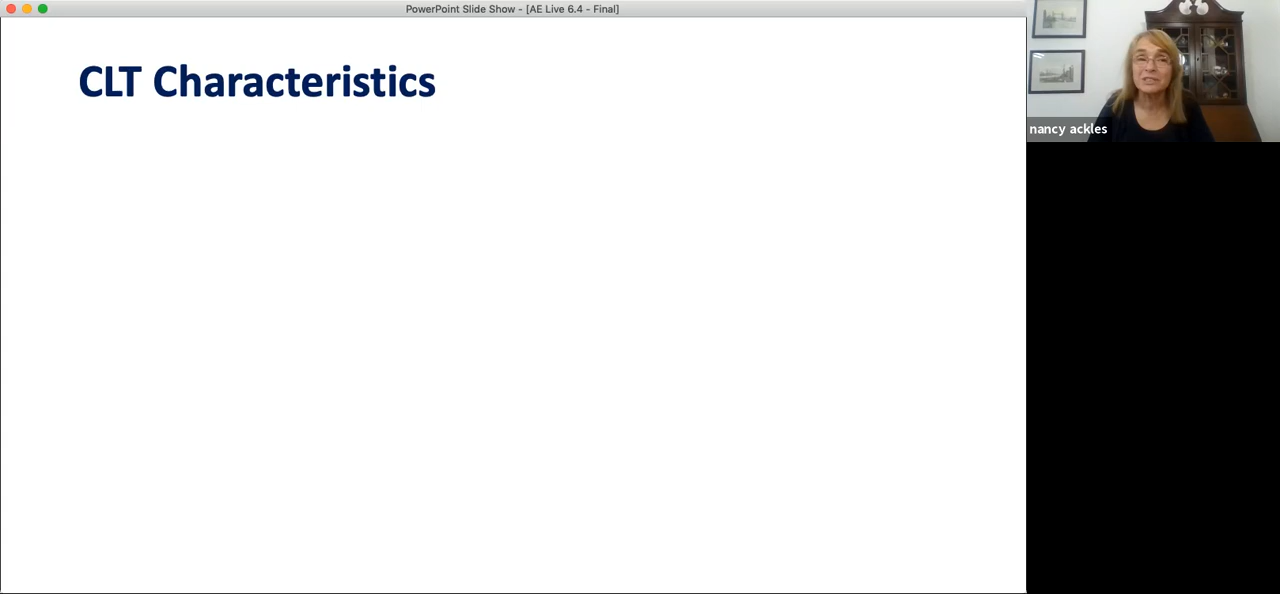 PowerPoint Slide Show - [AE Live 6.4 - Final]
CLT Characteristics
nancy ackles